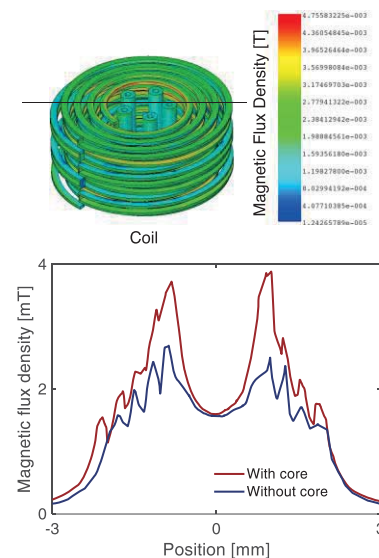 Magnetic Flux Density [T]
4.75583225e-003
4.36054845e-003
3.96526464e-003
3.56998084e-003
3.17469703e-003
2.77941322e-003
2.38412942e-003
1.98884561e-003
1.59356180e-003
1.19827800e-003
8.02994192e-004
4.07710385e-004
1.24265789e-005
Coil
Magnetic flux density [mT]
4
2
0
With core
Without core
-3
0
3
Position [mm]